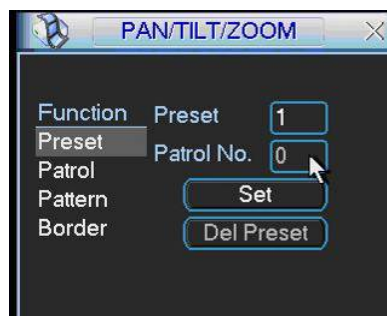 PAN/TILT/ZOOM
Function
Preset
Patrol
Pattern
Border
Preset 1
Patrol No. 0
Set
Del Preset